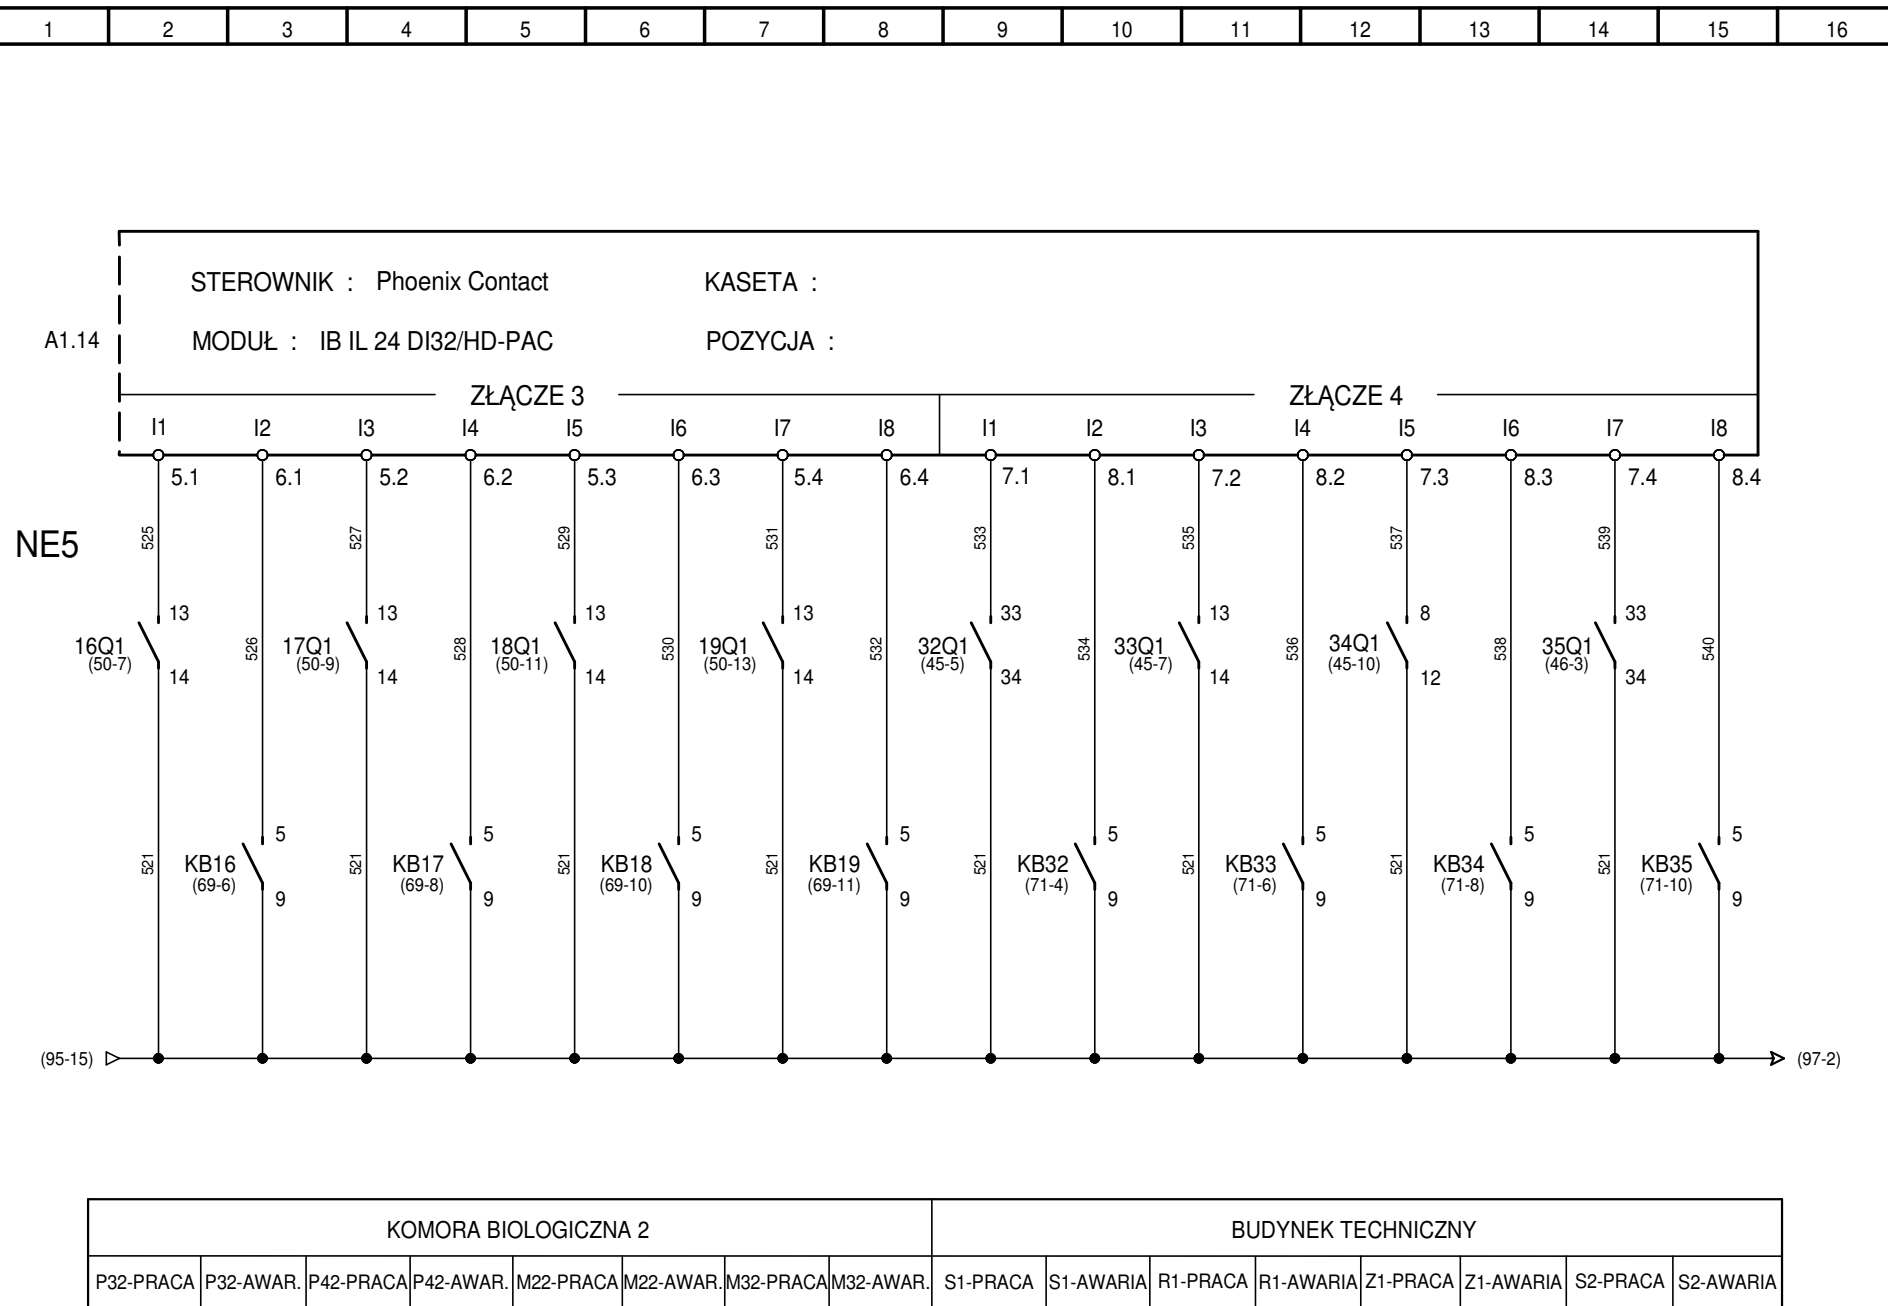 1 2 3 4 5 6 7 8 9 10 11 12 13 14 15 16
STEROWNIK : Phoenix Contact KASETA :
A1.14 MODUŁ : IB IL 24 DI32/HD-PAC POZYCJA :
ZŁĄCZE 3 ZŁĄCZE 4
I1 I2 I3 I4 I5 I6 I7 I8 I1 I2 I3 I4 I5 I6 I7 I8
5.1 6.1 5.2 6.2 5.3 6.3 5.4 6.4 7.1 8.1 7.2 8.2 7.3 8.3 7.4 8.4
NE5 525 527 529 531 533 535 537 539
13 13 13 13 33 13 8 33
16Q1 526 17Q1 528 18Q1 530 19Q1 532 32Q1 534 33Q1 536 34Q1 538 35Q1 540
(50-7) (50-9) (50-11) (50-13) (45-5) (45-7) (45-10) (46-3)
14 14 14 14 34 14 12 34
5 5 5 5 5 5 5 5
521 KB16 521 KB17 521 KB18 521 KB19 521 KB32 521 KB33 521 KB34 521 KB35
(69-6) (69-8) (69-10) (69-11) (71-4) (71-6) (71-8) (71-10)
9 9 9 9 9 9 9 9
(95-15) (97-2)
KOMORA BIOLOGICZNA 2 BUDYNEK TECHNICZNY
P32-PRACA P32-AWAR. P42-PRACA P42-AWAR. M22-PRACA M22-AWAR. M32-PRACA M32-AWAR. S1-PRACA S1-AWARIA R1-PRACA R1-AWARIA Z1-PRACA Z1-AWARIA S2-PRACA S2-AWARIA